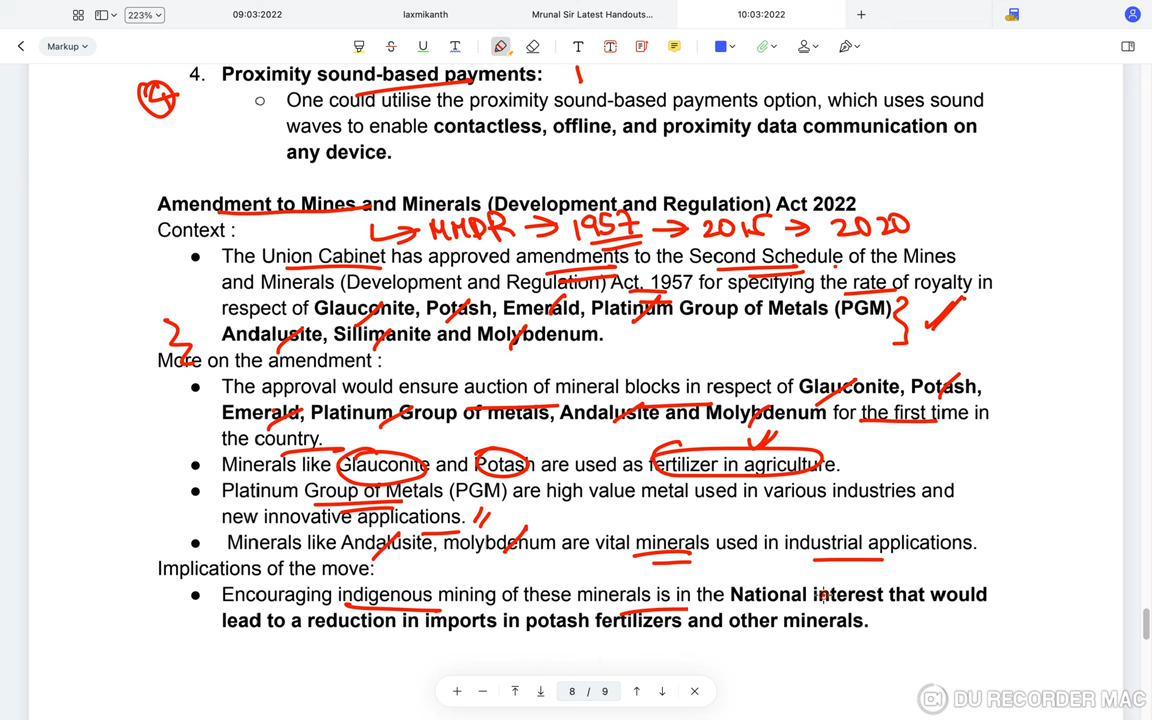 223%
09:03:2022
laxmikanth
Mrunal Sir Latest Handouts...
10:03:2022
Markup
4. Proximity sound-based payments:
One could utilise the proximity sound-based payments option, which uses sound
waves to enable contactless, offline, and proximity data communication on
any device.
Amendment to Mines and Minerals (Development and Regulation) Act 2022
MMDR → 1957 → 2015 → 2020
Context :
The Union Cabinet has approved amendments to the Second Schedule of the Mines
and Minerals (Development and Regulation) Act, 1957 for specifying the rate of royalty in
respect of Glauconite, Potash, Emerald, Platinum Group of Metals (PGM)
Andalusite, Sillimanite and Molybdenum.
More on the amendment :
The approval would ensure auction of mineral blocks in respect of Glauconite, Potash,
Emerald, Platinum Group of metals, Andalusite and Molybdenum for the first time in
the country.
Minerals like Glauconite and Potash are used as fertilizer in agriculture.
Platinum Group of Metals (PGM) are high value metal used in various industries and
new innovative applications.
Minerals like Andalusite, molybdenum are vital minerals used in industrial applications.
Implications of the move:
Encouraging indigenous mining of these minerals is in the National interest that would
lead to a reduction in imports in potash fertilizers and other minerals.
8 / 9
DU RECORDER MAC